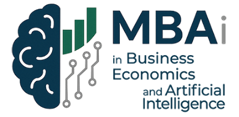 MBAi
in Business
Economics
and Artificial
Intelligence